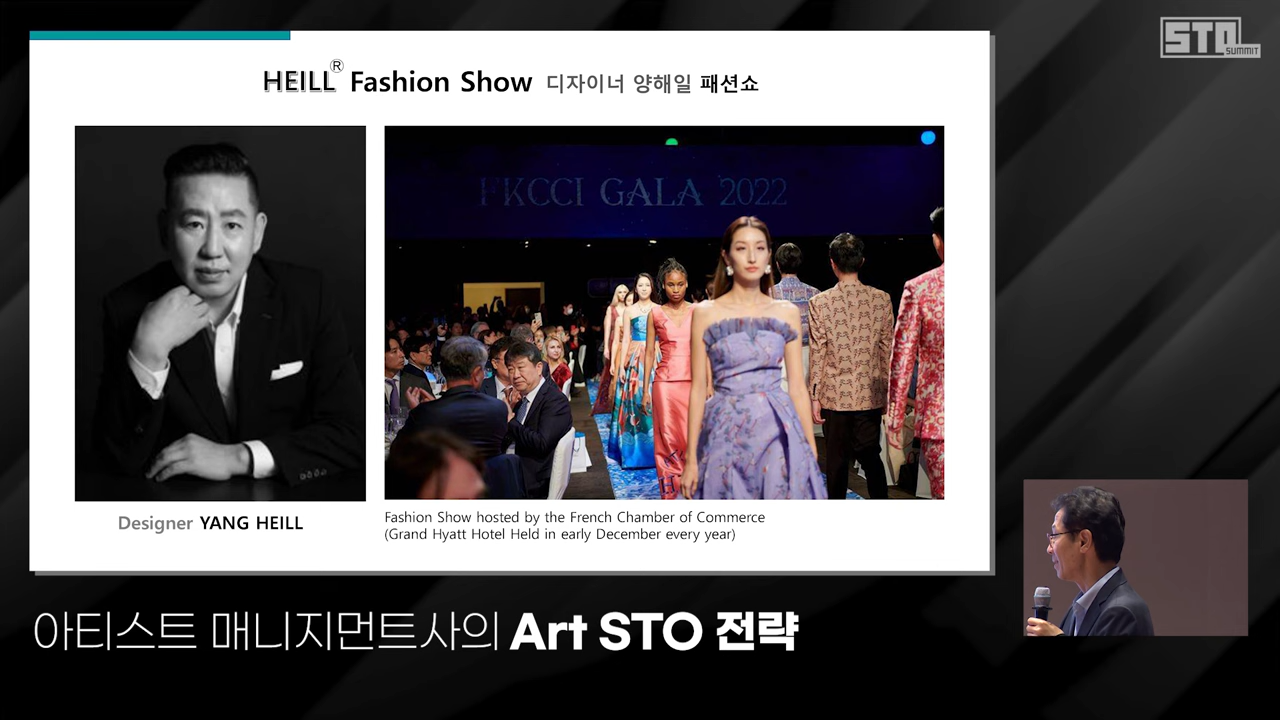 STO SUMMIT
HEILL® Fashion Show 디자이너 양해일 패션쇼
FKCCI GALA 2022
Designer YANG HEILL
Fashion Show hosted by the French Chamber of Commerce
(Grand Hyatt Hotel Held in early December every year)
아티스트 매니지먼트사의 Art STO 전략